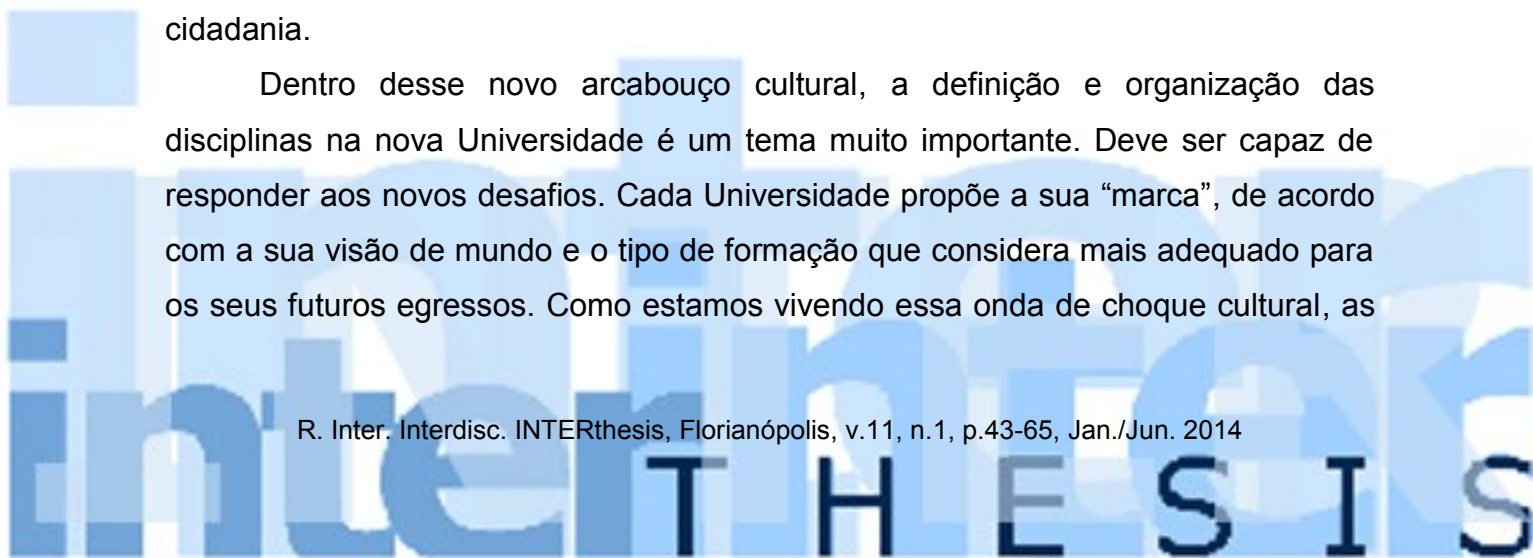 cidadania.
Dentro desse novo arcabouço cultural, a definição e organização das
disciplinas na nova Universidade é um tema muito importante. Deve ser capaz de
responder aos novos desafios. Cada Universidade propõe a sua “marca”, de acordo
com a sua visão de mundo e o tipo de formação que considera mais adequado para
os seus futuros egressos. Como estamos vivendo essa onda de choque cultural, as
R. Inter. Interdisc. INTERthesis, Florianópolis, v.11, n.1, p.43-65, Jan./Jun. 2014
inter
THESIS